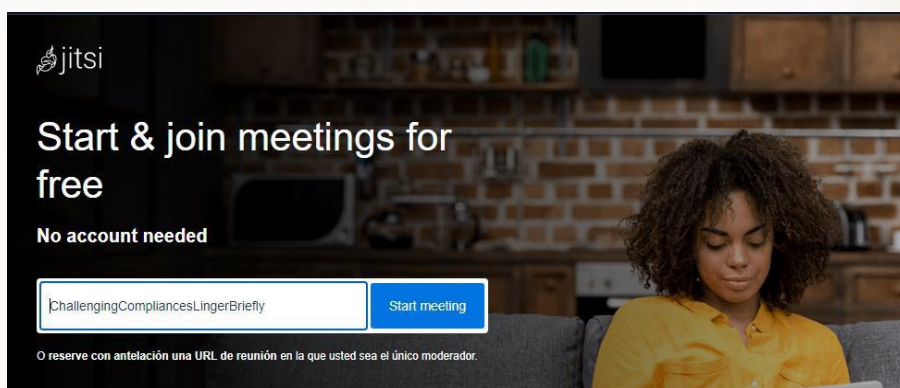 jitsi
Start & join meetings for
free
No account needed
ChallengingCompliancesLingerBriefly
Start meeting
O reserve con antelación una URL de reunión en la que usted sea el único moderador.